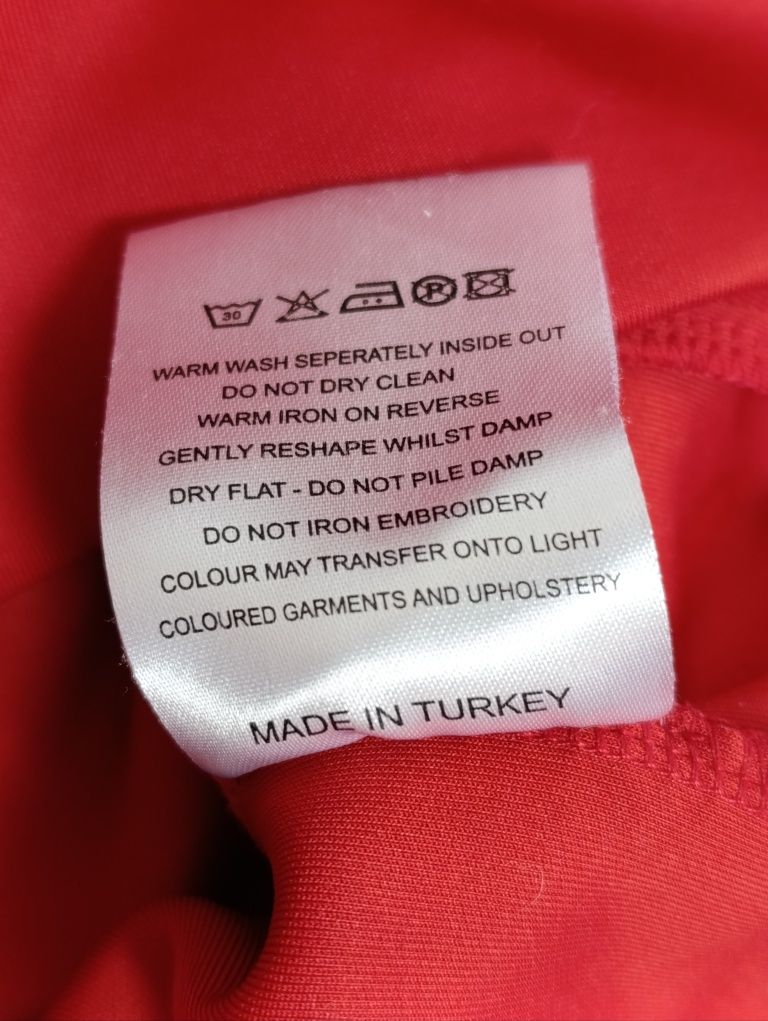 30 P
WARM WASH SEPERATELY INSIDE OUT
DO NOT DRY CLEAN
WARM IRON ON REVERSE
GENTLY RESHAPE WHILST DAMP
DRY FLAT - DO NOT PILE DAMP
DO NOT IRON EMBROIDERY
COLOUR MAY TRANSFER ONTO LIGHT
COLOURED GARMENTS AND UPHOLSTERY
MADE IN TURKEY